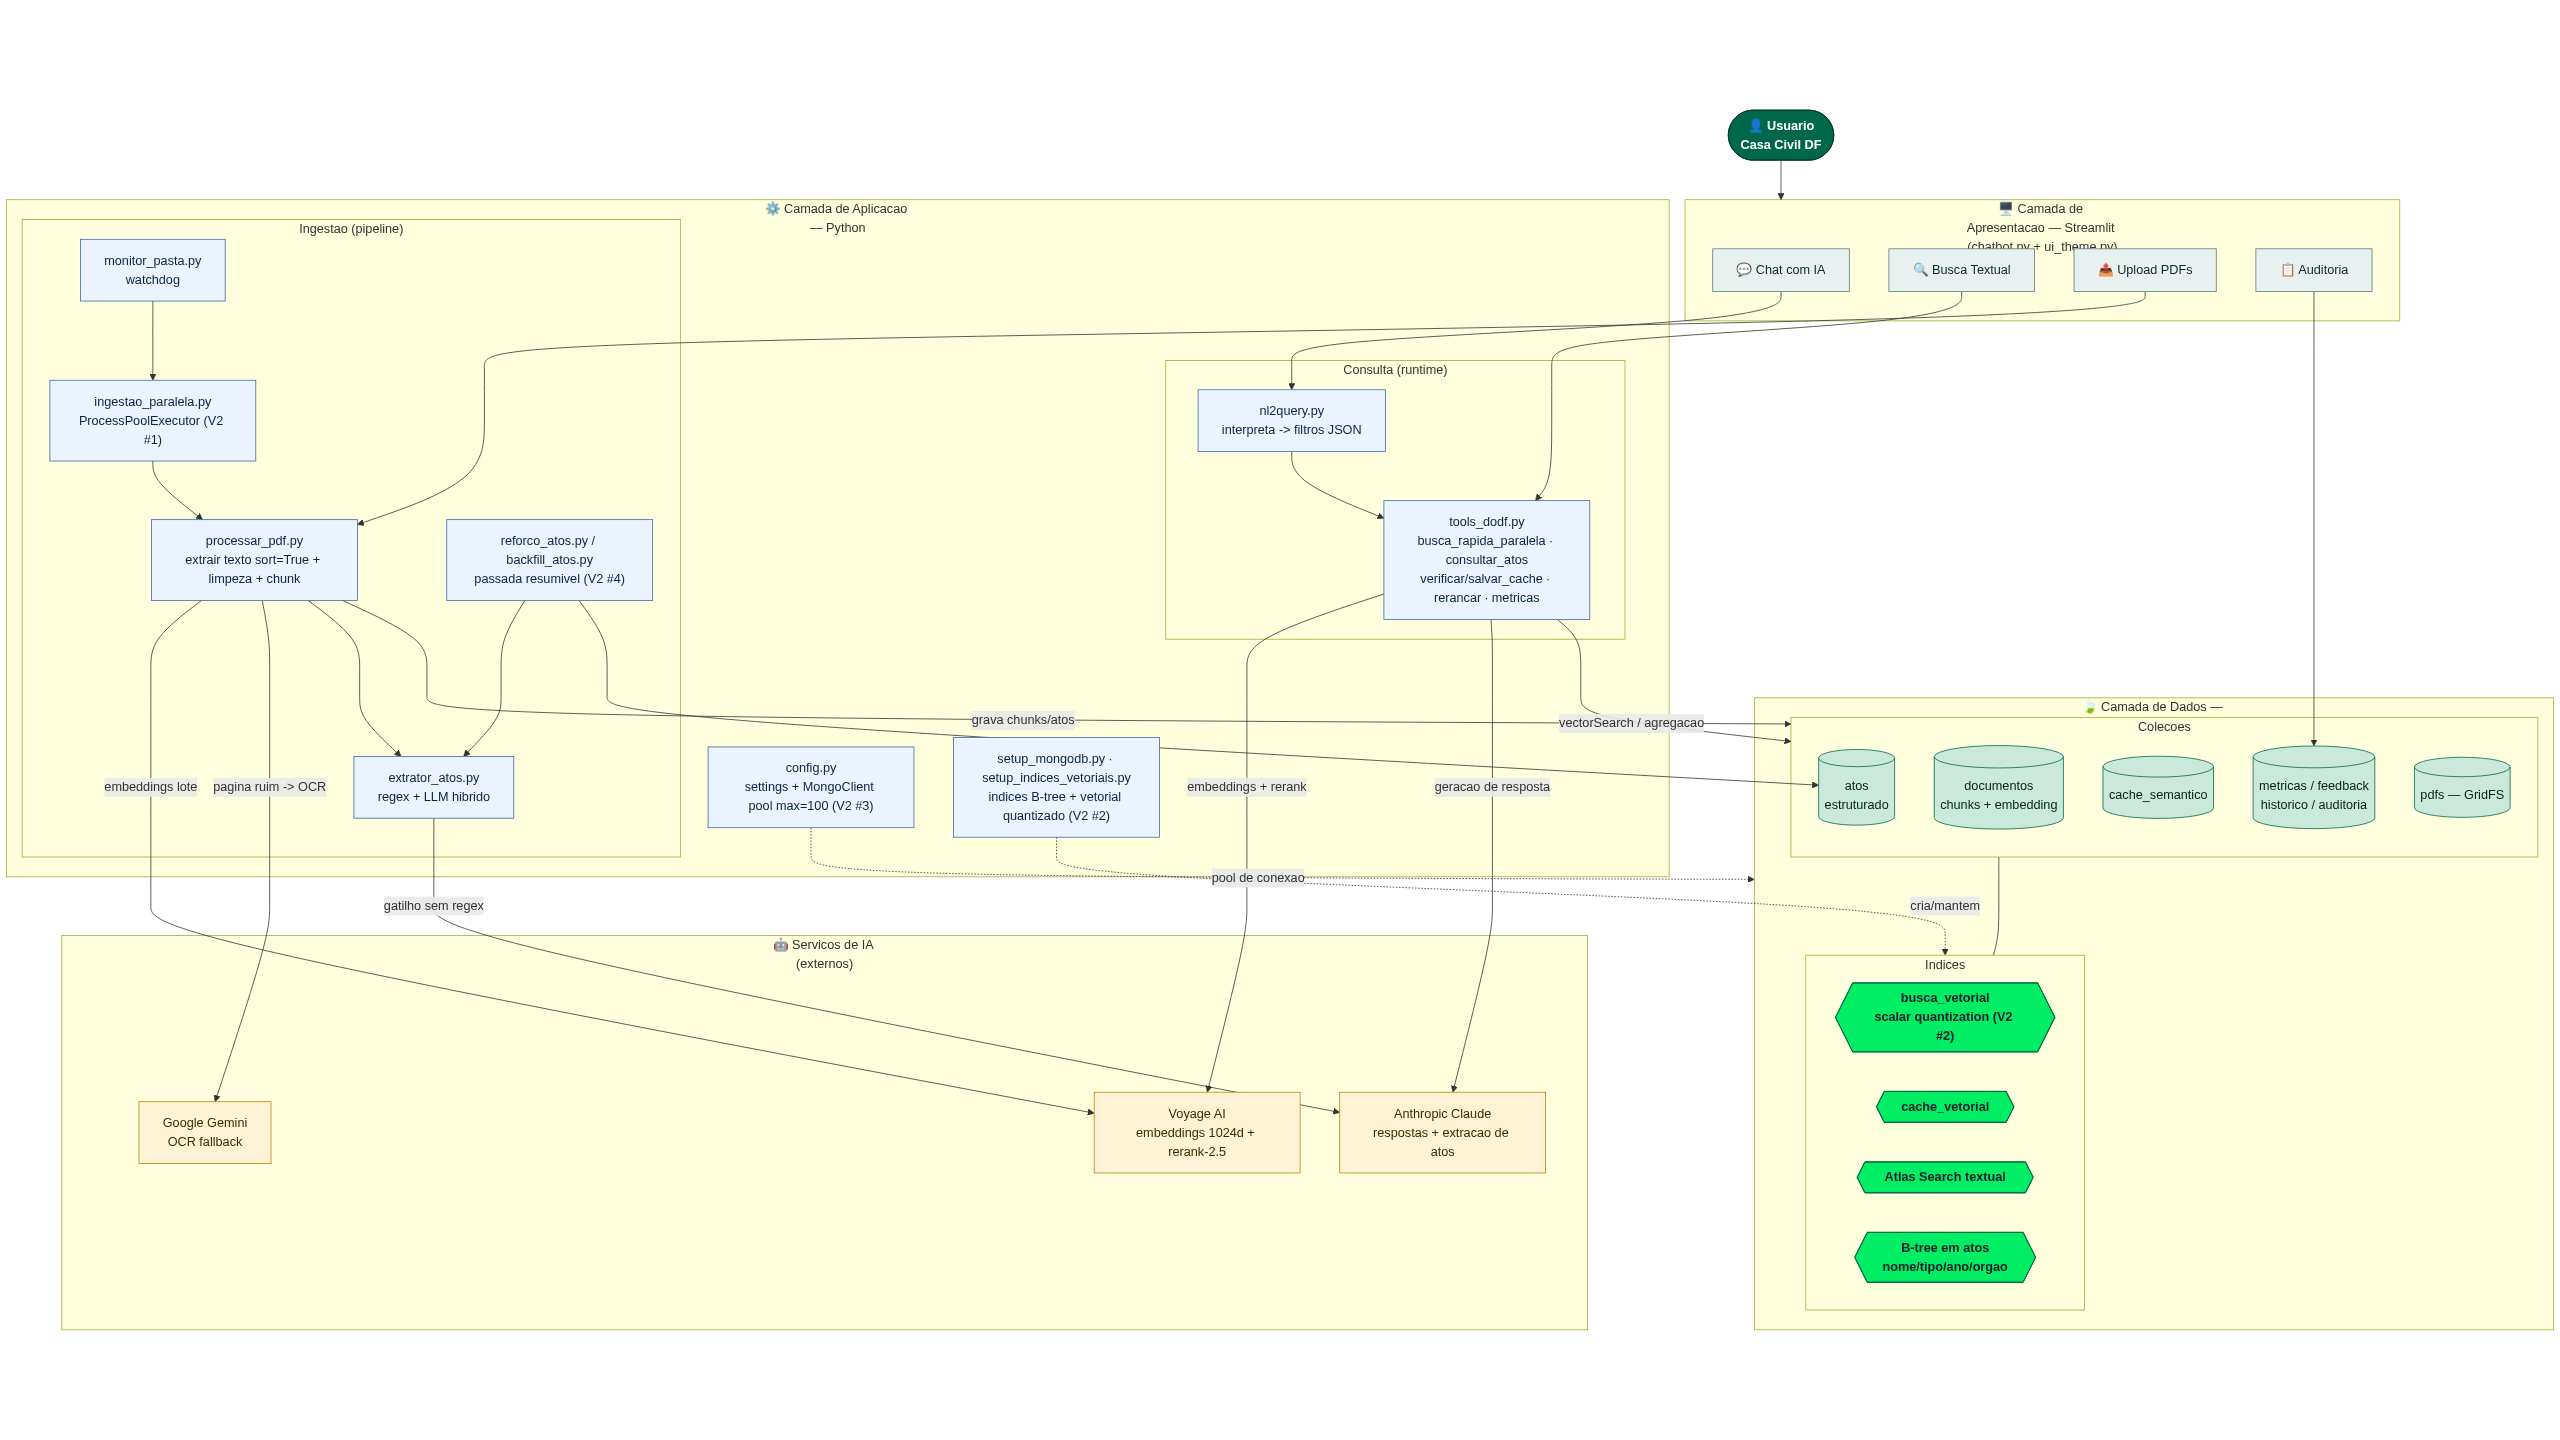 👤 Usuario
Casa Civil DF
⚙️ Camada de Aplicacao
— Python
Ingestao (pipeline)
monitor_pasta.py
watchdog
ingestao_paralela.py
ProcessPoolExecutor (V2
#1)
processar_pdf.py
extrair texto sort=True +
limpeza + chunk
reforco_atos.py /
backfill_atos.py
passada resumivel (V2 #4)
extrator_atos.py
regex + LLM hibrido
🖥️ Camada de
Apresentacao — Streamlit
(chatbot.py + ui_theme.py)
💬 Chat com IA
🔍 Busca Textual
📤 Upload PDFs
📋 Auditoria
Consulta (runtime)
nl2query.py
interpreta -> filtros JSON
tools_dodf.py
busca_rapida_paralela ·
consultar_atos
verificar/salvar_cache ·
rerancar · metricas
grava chunks/atos
vectorSearch / agregacao
config.py
settings + MongoClient
pool max=100 (V2 #3)
setup_mongodb.py ·
setup_indices_vetoriais.py
indices B-tree + vetorial
quantizado (V2 #2)
embeddings lote
pagina ruim -> OCR
embeddings + rerank
geracao de resposta
pool de conexao
gatilho sem regex
cria/mantem
🍃 Camada de Dados —
Colecoes
atos
estruturado
documentos
chunks + embedding
cache_semantico
metricas / feedback
historico / auditoria
pdfs — GridFS
Indices
busca_vetorial
scalar quantization (V2
#2)
cache_vetorial
Atlas Search textual
B-tree em atos
nome/tipo/ano/orgao
🤖 Servicos de IA
(externos)
Google Gemini
OCR fallback
Voyage AI
embeddings 1024d +
rerank-2.5
Anthropic Claude
respostas + extracao de
atos